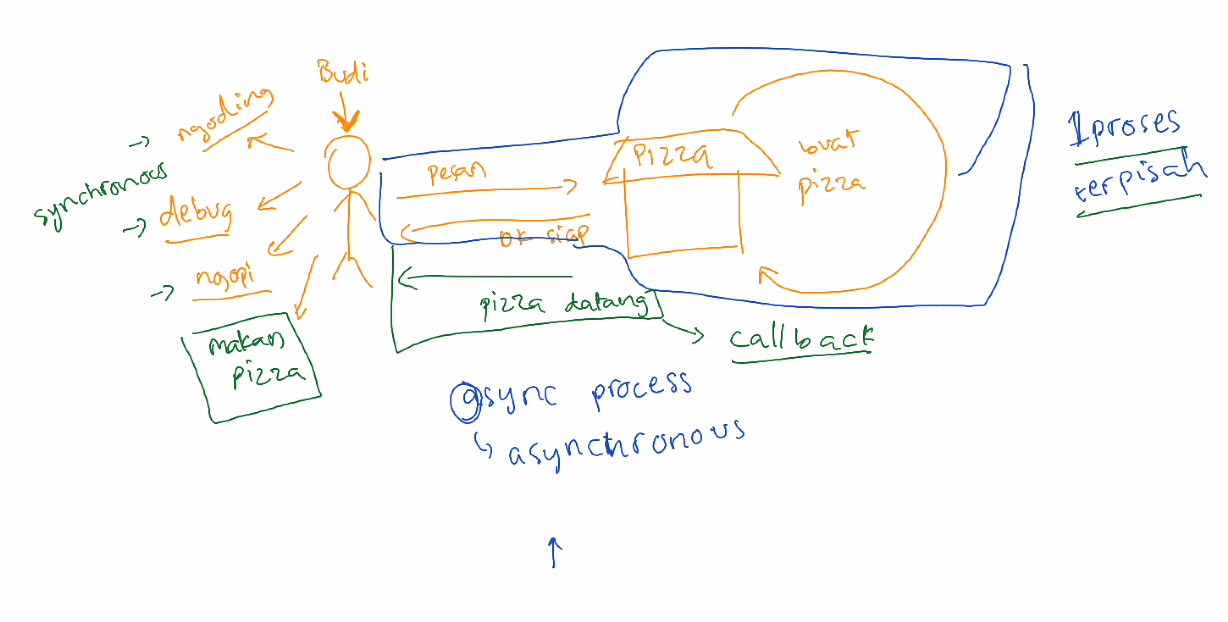 Budi
ngoding
synchronous
debug
ngopi
makan
pizza
pesan
ok siap
PIZZA
buat
pizza
pizza datang
callback
1 proses
terpisah
async process
asynchronous